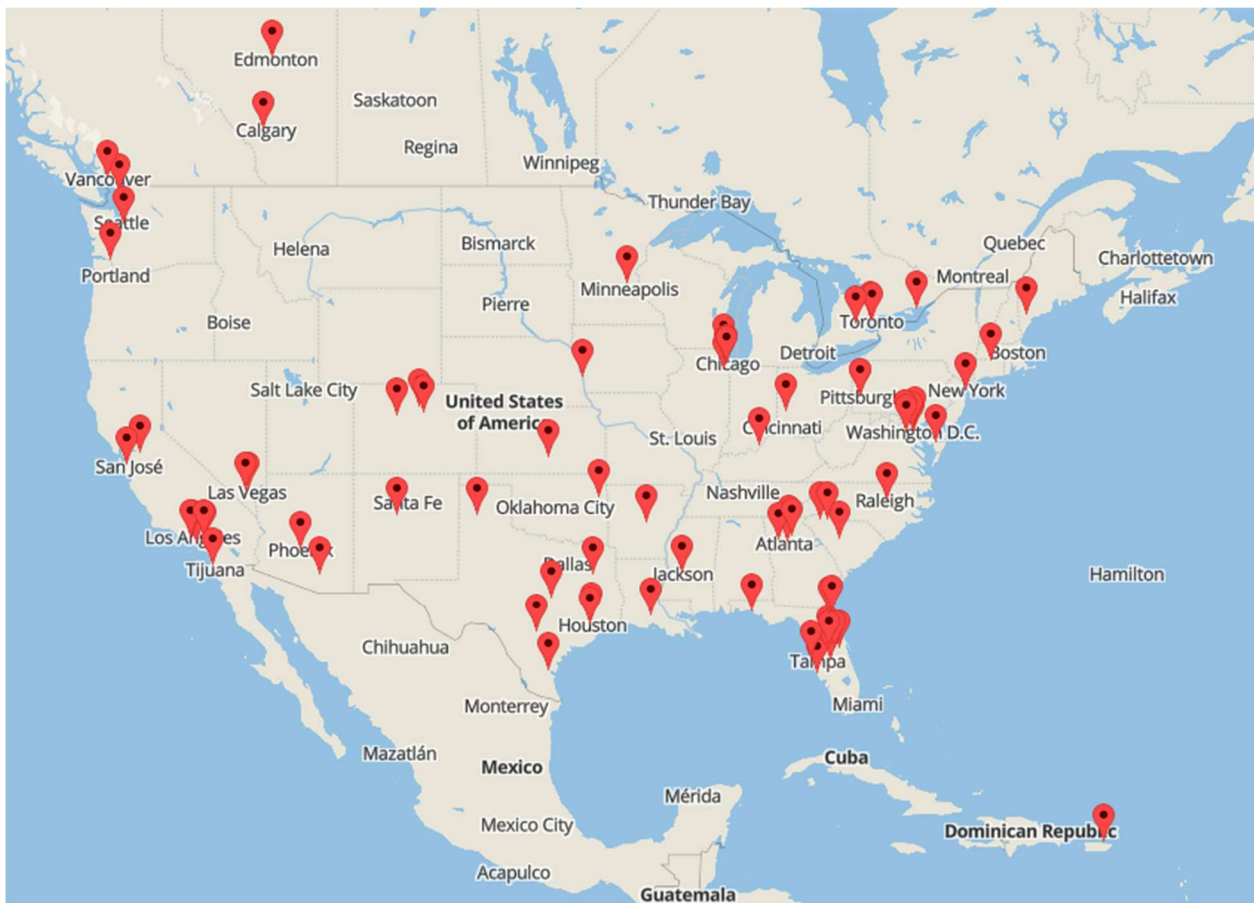 Edmonton
Saskatoon
Calgary
Regina
Winnipeg
Vancouver
Thunder Bay
Seattle
Helena
Bismarck
Quebec
Charlottetown
Portland
Minneapolis
Montreal
Halifax
Pierre
Boise
Toronto
Chicago
Detroit
Boston
Salt Lake City
Pittsburgh
New York
United States
of America
Cincinnati
Washington D.C.
St. Louis
San José
Las Vegas
Santa Fe
Oklahoma City
Nashville
Raleigh
Los Angeles
Phoenix
Atlanta
Tijuana
Dallas
Jackson
Hamilton
Houston
Chihuahua
Tampa
Monterrey
Miami
Mazatlán
Mexico
Cuba
Mérida
Mexico City
Dominican Republic
Acapulco
Guatemala